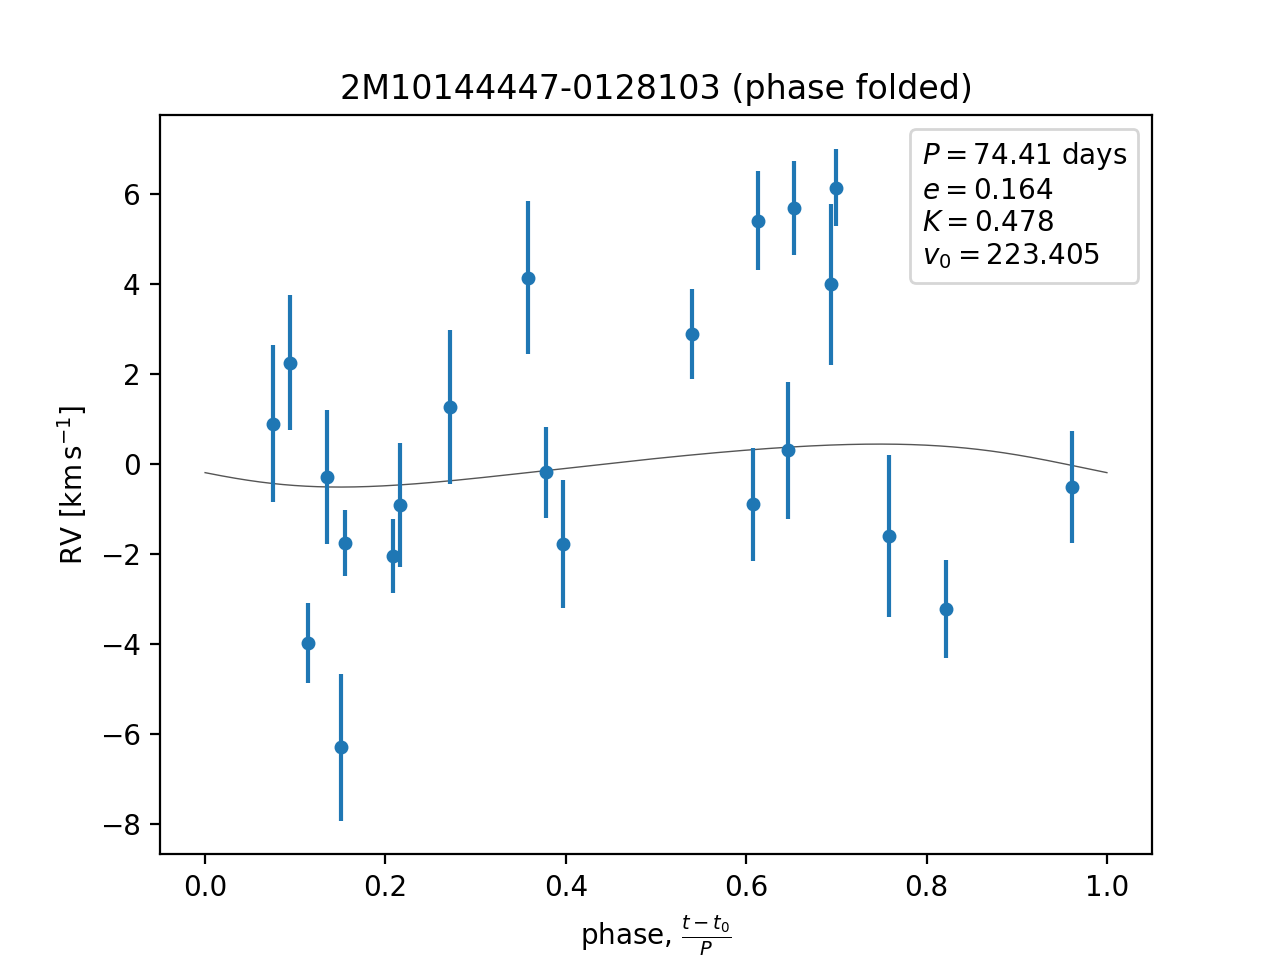 2M10144447-0128103 (phase folded)
P = 74.41 days
e = 0.164
K = 0.478
v₀ = 223.405
6
4
2
0
−2
−4
−6
−8
RV [km s⁻¹]
0.0 0.2 0.4 0.6 0.8 1.0
phase, (t − t₀)/P